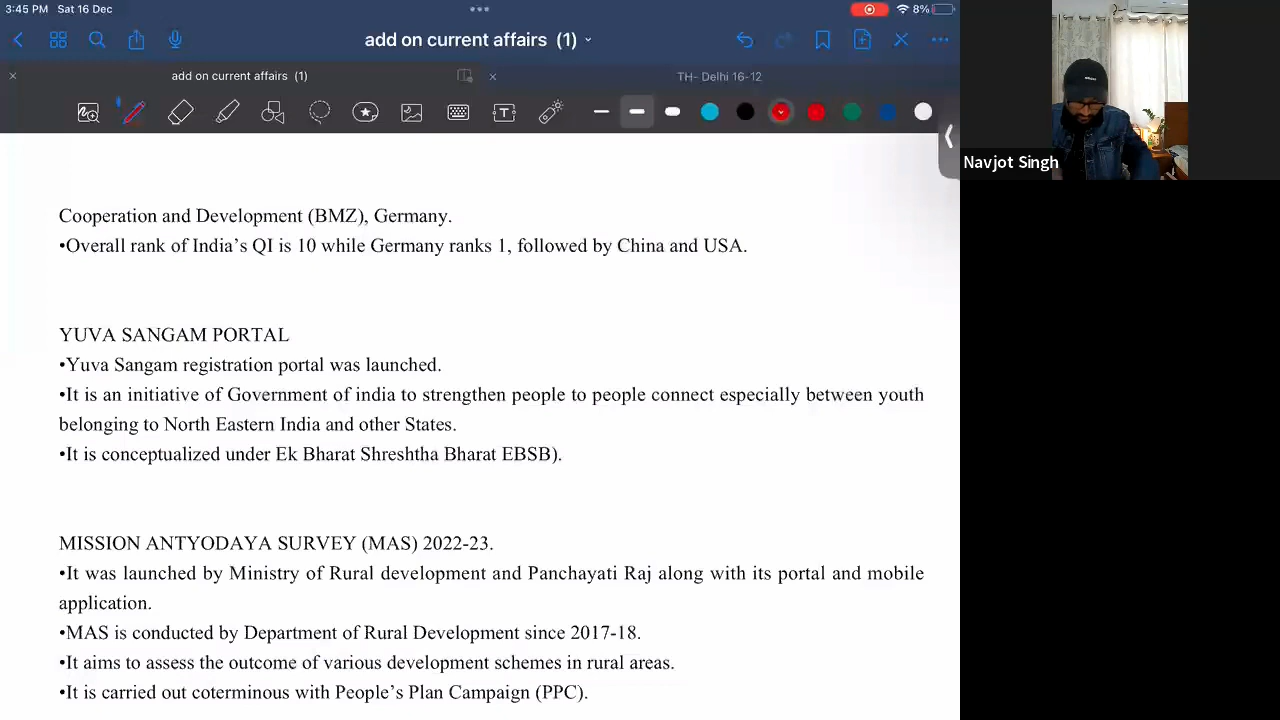 3:45 PM Sat 16 Dec
8%
add on current affairs (1)
add on current affairs (1)
TH- Delhi 16-12
Navjot Singh
Cooperation and Development (BMZ), Germany.
•Overall rank of India’s QI is 10 while Germany ranks 1, followed by China and USA.
YUVA SANGAM PORTAL
•Yuva Sangam registration portal was launched.
•It is an initiative of Government of india to strengthen people to people connect especially between youth
belonging to North Eastern India and other States.
•It is conceptualized under Ek Bharat Shreshtha Bharat EBSB).
MISSION ANTYODAYA SURVEY (MAS) 2022-23.
•It was launched by Ministry of Rural development and Panchayati Raj along with its portal and mobile
application.
•MAS is conducted by Department of Rural Development since 2017-18.
•It aims to assess the outcome of various development schemes in rural areas.
•It is carried out coterminous with People’s Plan Campaign (PPC).